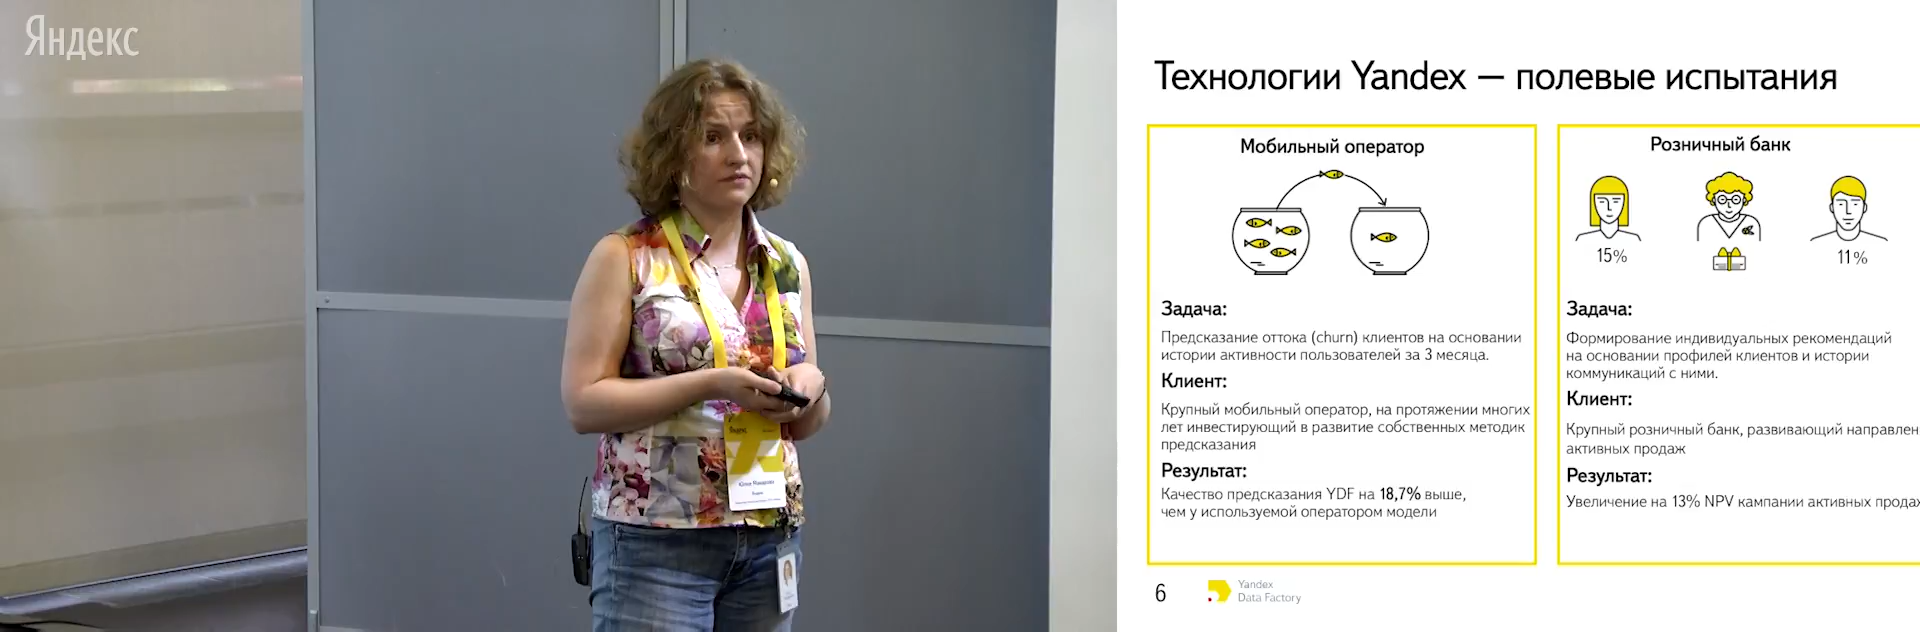 Яндекс
Яндекс
Юлия Макарова
Технологии Yandex — полевые испытания
Мобильный оператор
Задача:
Предсказание оттока (churn) клиентов на основании
истории активности пользователей за 3 месяца.
Клиент:
Крупный мобильный оператор, на протяжении многих
лет инвестирующий в развитие собственных методик
предсказания
Результат:
Качество предсказания YDF на 18,7% выше,
чем у используемой оператором модели
Розничный банк
15%
11%
Задача:
Формирование индивидуальных рекомендаций
на основании профилей клиентов и истории
коммуникаций с ними.
Клиент:
Крупный розничный банк, развивающий направлен
активных продаж
Результат:
Увеличение на 13% NPV кампании активных продаж
6
Yandex
Data Factory